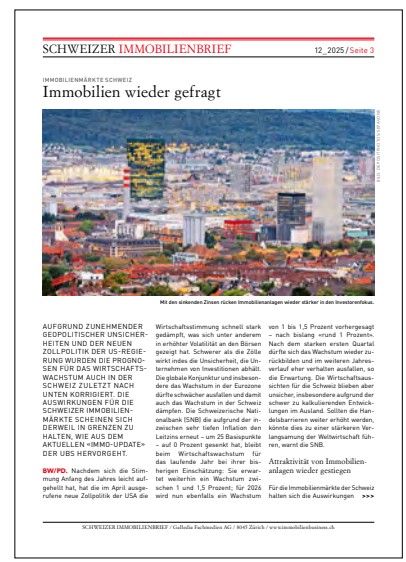 SCHWEIZER IMMOBILIENBRIEF
12_2025/Seite 3
IMMOBILIENMÄRKTE SCHWEIZ
Immobilien wieder gefragt
Mit den sinkenden Zinsen rücken Immobilienanlagen wieder stärker in den Investorenfokus.
AUFGRUND ZUNEHMENDER
GEOPOLITISCHER UNSICHER-
HEITEN UND DER NEUEN
ZOLLPOLITIK DER US-REGIE-
RUNG WURDEN DIE PROGNO-
SEN FÜR DAS WIRTSCHAFTS-
WACHSTUM AUCH IN DER
SCHWEIZ ZULETZT NACH
UNTEN KORRIGIERT. DIE
AUSWIRKUNGEN FÜR DIE
SCHWEIZER IMMOBILIEN-
MÄRKTE SCHEINEN SICH
DERWEIL IN GRENZEN ZU
HALTEN, WIE AUS DEM
AKTUELLEN «IMMO-UPDATE»
DER UBS HERVORGEHT.
BW/PD. Nachdem sich die Stim-
mung Anfang des Jahres leicht auf-
gehellt hat, hat die im April ausge-
rufene neue Zollpolitik der USA die
Wirtschaftsstimmung schnell stark
gedämpft, was sich unter anderem
in erhöhter Volatilität an den Börsen
gezeigt hat. Schwerer als die Zölle
wirkt indes die Unsicherheit, die Un-
ternehmen von Investitionen abhält.
Die globale Konjunktur und insbeson-
dere das Wachstum in der Eurozone
dürfte schwächer ausfallen und damit
auch das Wachstum in der Schweiz
dämpfen. Die Schweizerische Natio-
nalbank (SNB) die aufgrund der in-
zwischen sehr tiefen Inflation den
Leitzins erneut – um 25 Basispunkte
– auf 0 Prozent gesenkt hat, bleibt
beim Wirtschaftswachstum für
das laufende Jahr bei ihrer bis-
herigen Einschätzung: Sie erwar-
tet weiterhin ein Wachstum zwi-
schen 1 und 1,5 Prozent; für 2026
wird nun ebenfalls ein Wachstum
von 1 bis 1,5 Prozent vorhergesagt
– nach bislang «rund 1 Prozent».
Nach dem starken ersten Quartal
dürfte sich das Wachstum wieder zu-
rückbilden und im weiteren Jahres-
verlauf eher verhalten ausfallen, so
die Erwartung. Die Wirtschaftsaus-
sichten für die Schweiz blieben aber
unsicher, insbesondere aufgrund der
schwer zu kalkulierenden Entwick-
lungen im Ausland. Sollten die Han-
delsbarrieren weiter erhöht werden,
könnte dies zu einer stärkeren Ver-
langsamung der Weltwirtschaft füh-
ren, warnt die SNB.
Attraktivität von Immobilien-
anlagen wieder gestiegen
Für die Immobilienmärkte der Schweiz
halten sich die Auswirkungen >>>
SCHWEIZER IMMOBILIENBRIEF / Galledia Fachmedien AG / 8045 Zürich / www.immobilienbusiness.ch